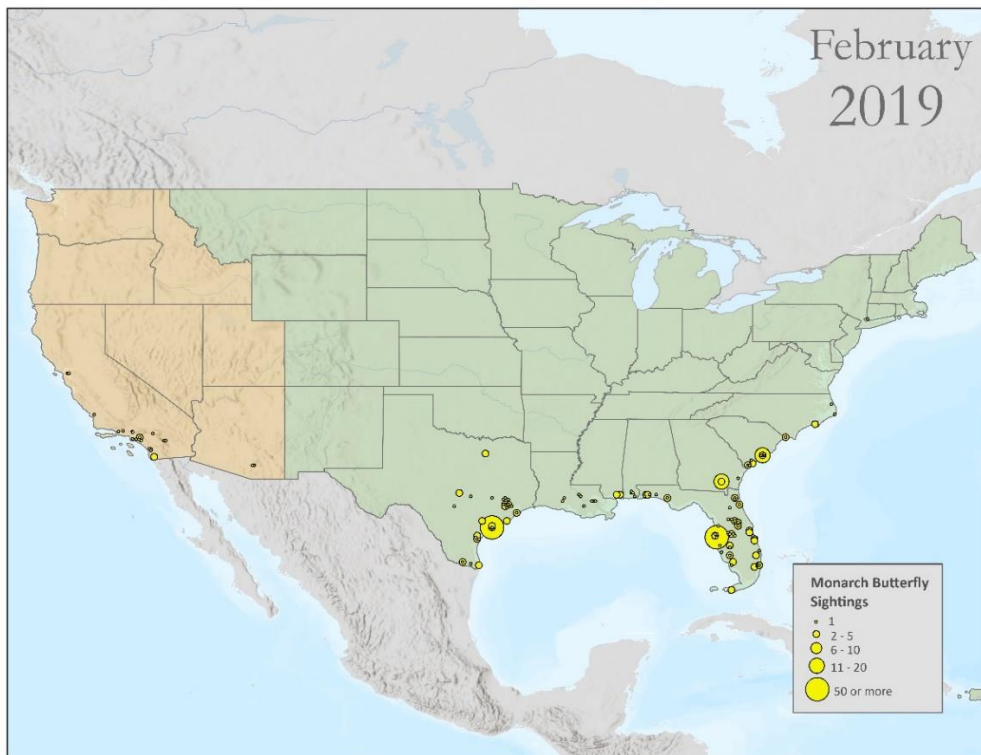 February
2019
Monarch Butterfly
Sightings
1
2 - 5
6 - 10
11 - 20
50 or more